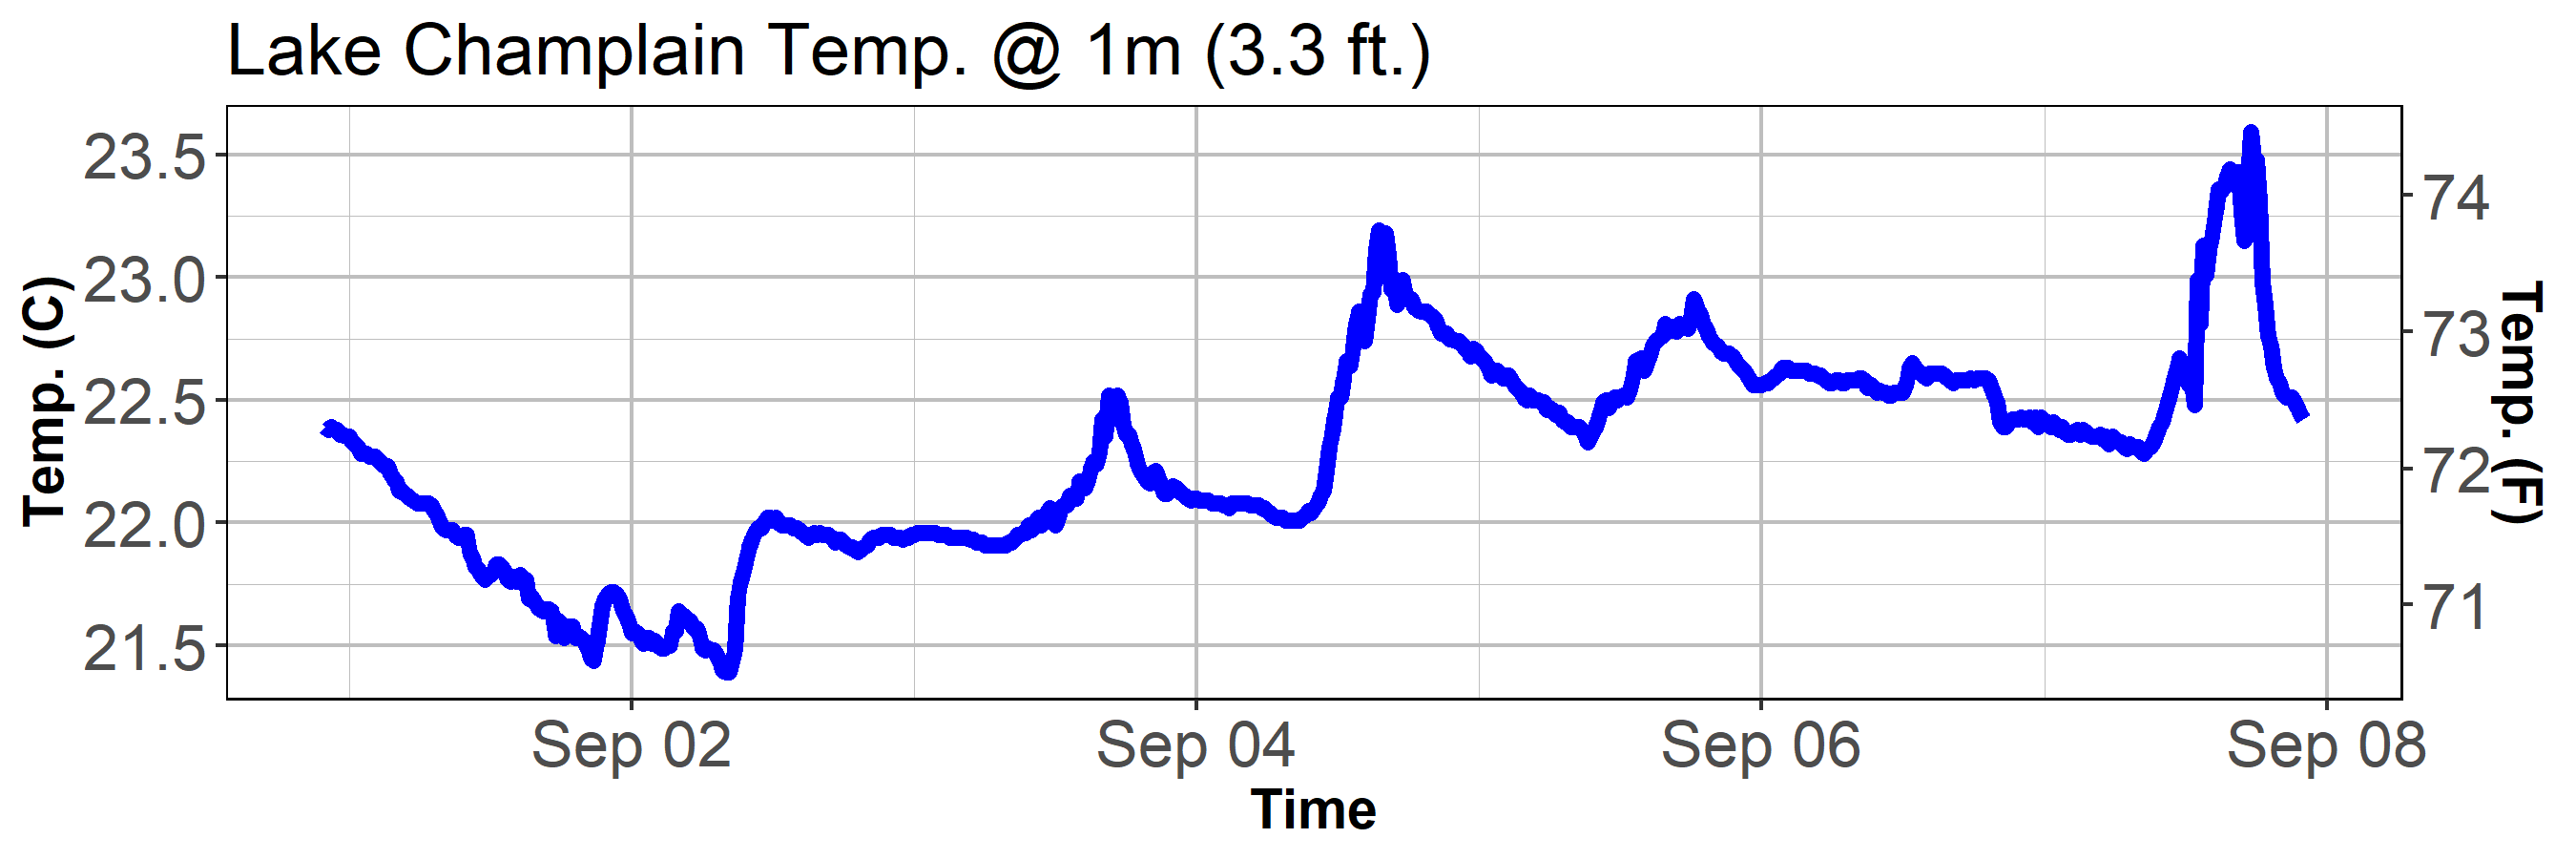 Lake Champlain Temp. @ 1m (3.3 ft.)
Temp. (C)
23.5
23.0
22.5
22.0
21.5
74
73
72
71
Temp. (F)
Sep 02 Sep 04 Sep 06 Sep 08
Time